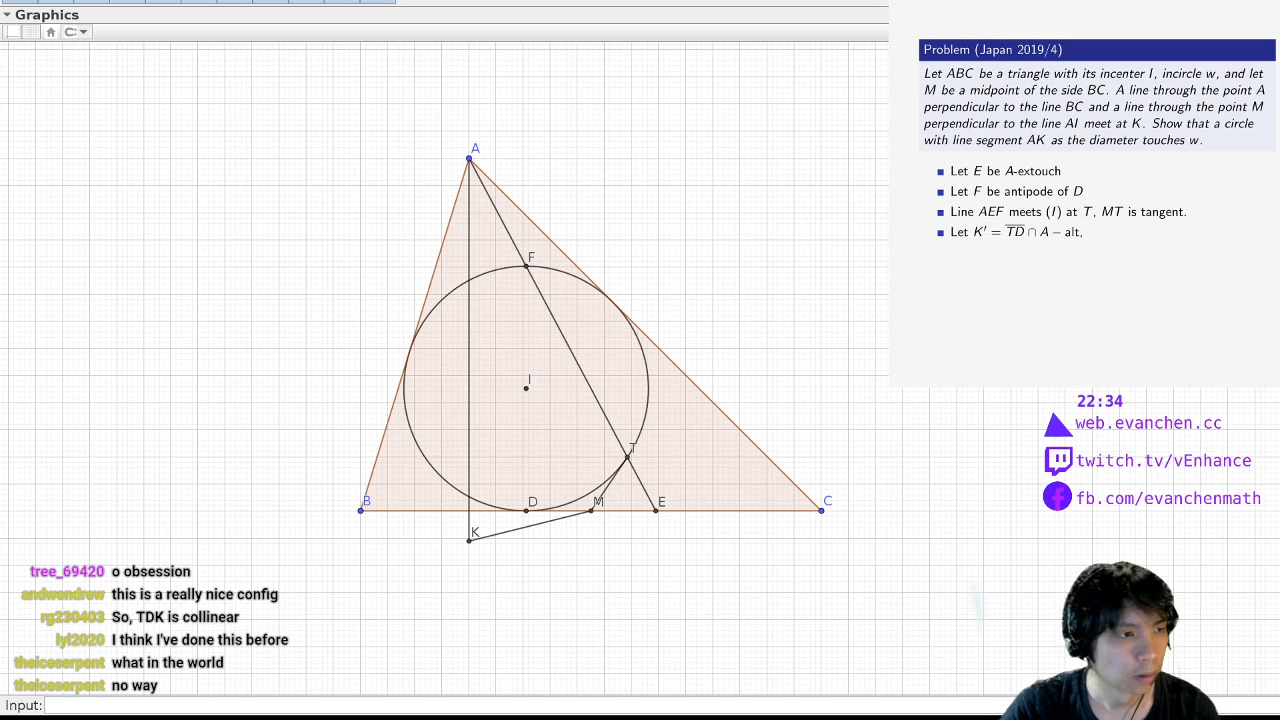 Graphics
Problem (Japan 2019/4)
Let ABC be a triangle with its incenter I, incircle w, and let
M be a midpoint of the side BC. A line through the point A
perpendicular to the line BC and a line through the point M
perpendicular to the line AI meet at K. Show that a circle
with line segment AK as the diameter touches w.
Let E be A-extouch
Let F be antipode of D
Line AEF meets (I) at T, MT is tangent.
Let K′ = TD ∩ A − alt,
A
F
I
T
B
D
M
E
C
K
22:34
web.evanchen.cc
twitch.tv/vEnhance
fb.com/evanchenmath
tree_69420 o obsession
andwendrew this is a really nice config
rg230403 So, TDK is collinear
lyl2020 I think I've done this before
theiceserpent what in the world
theiceserpent no way
Input: